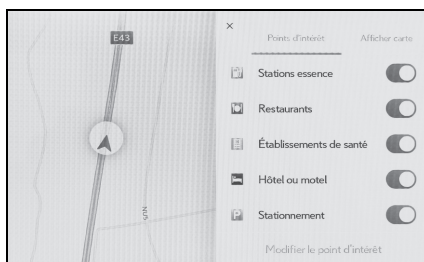 E43
×
Points d'intérêt
Afficher carte
Stations essence
Restaurants
Établissements de santé
Hôtel ou motel
P
Stationnement
Modifier le point d'intérêt